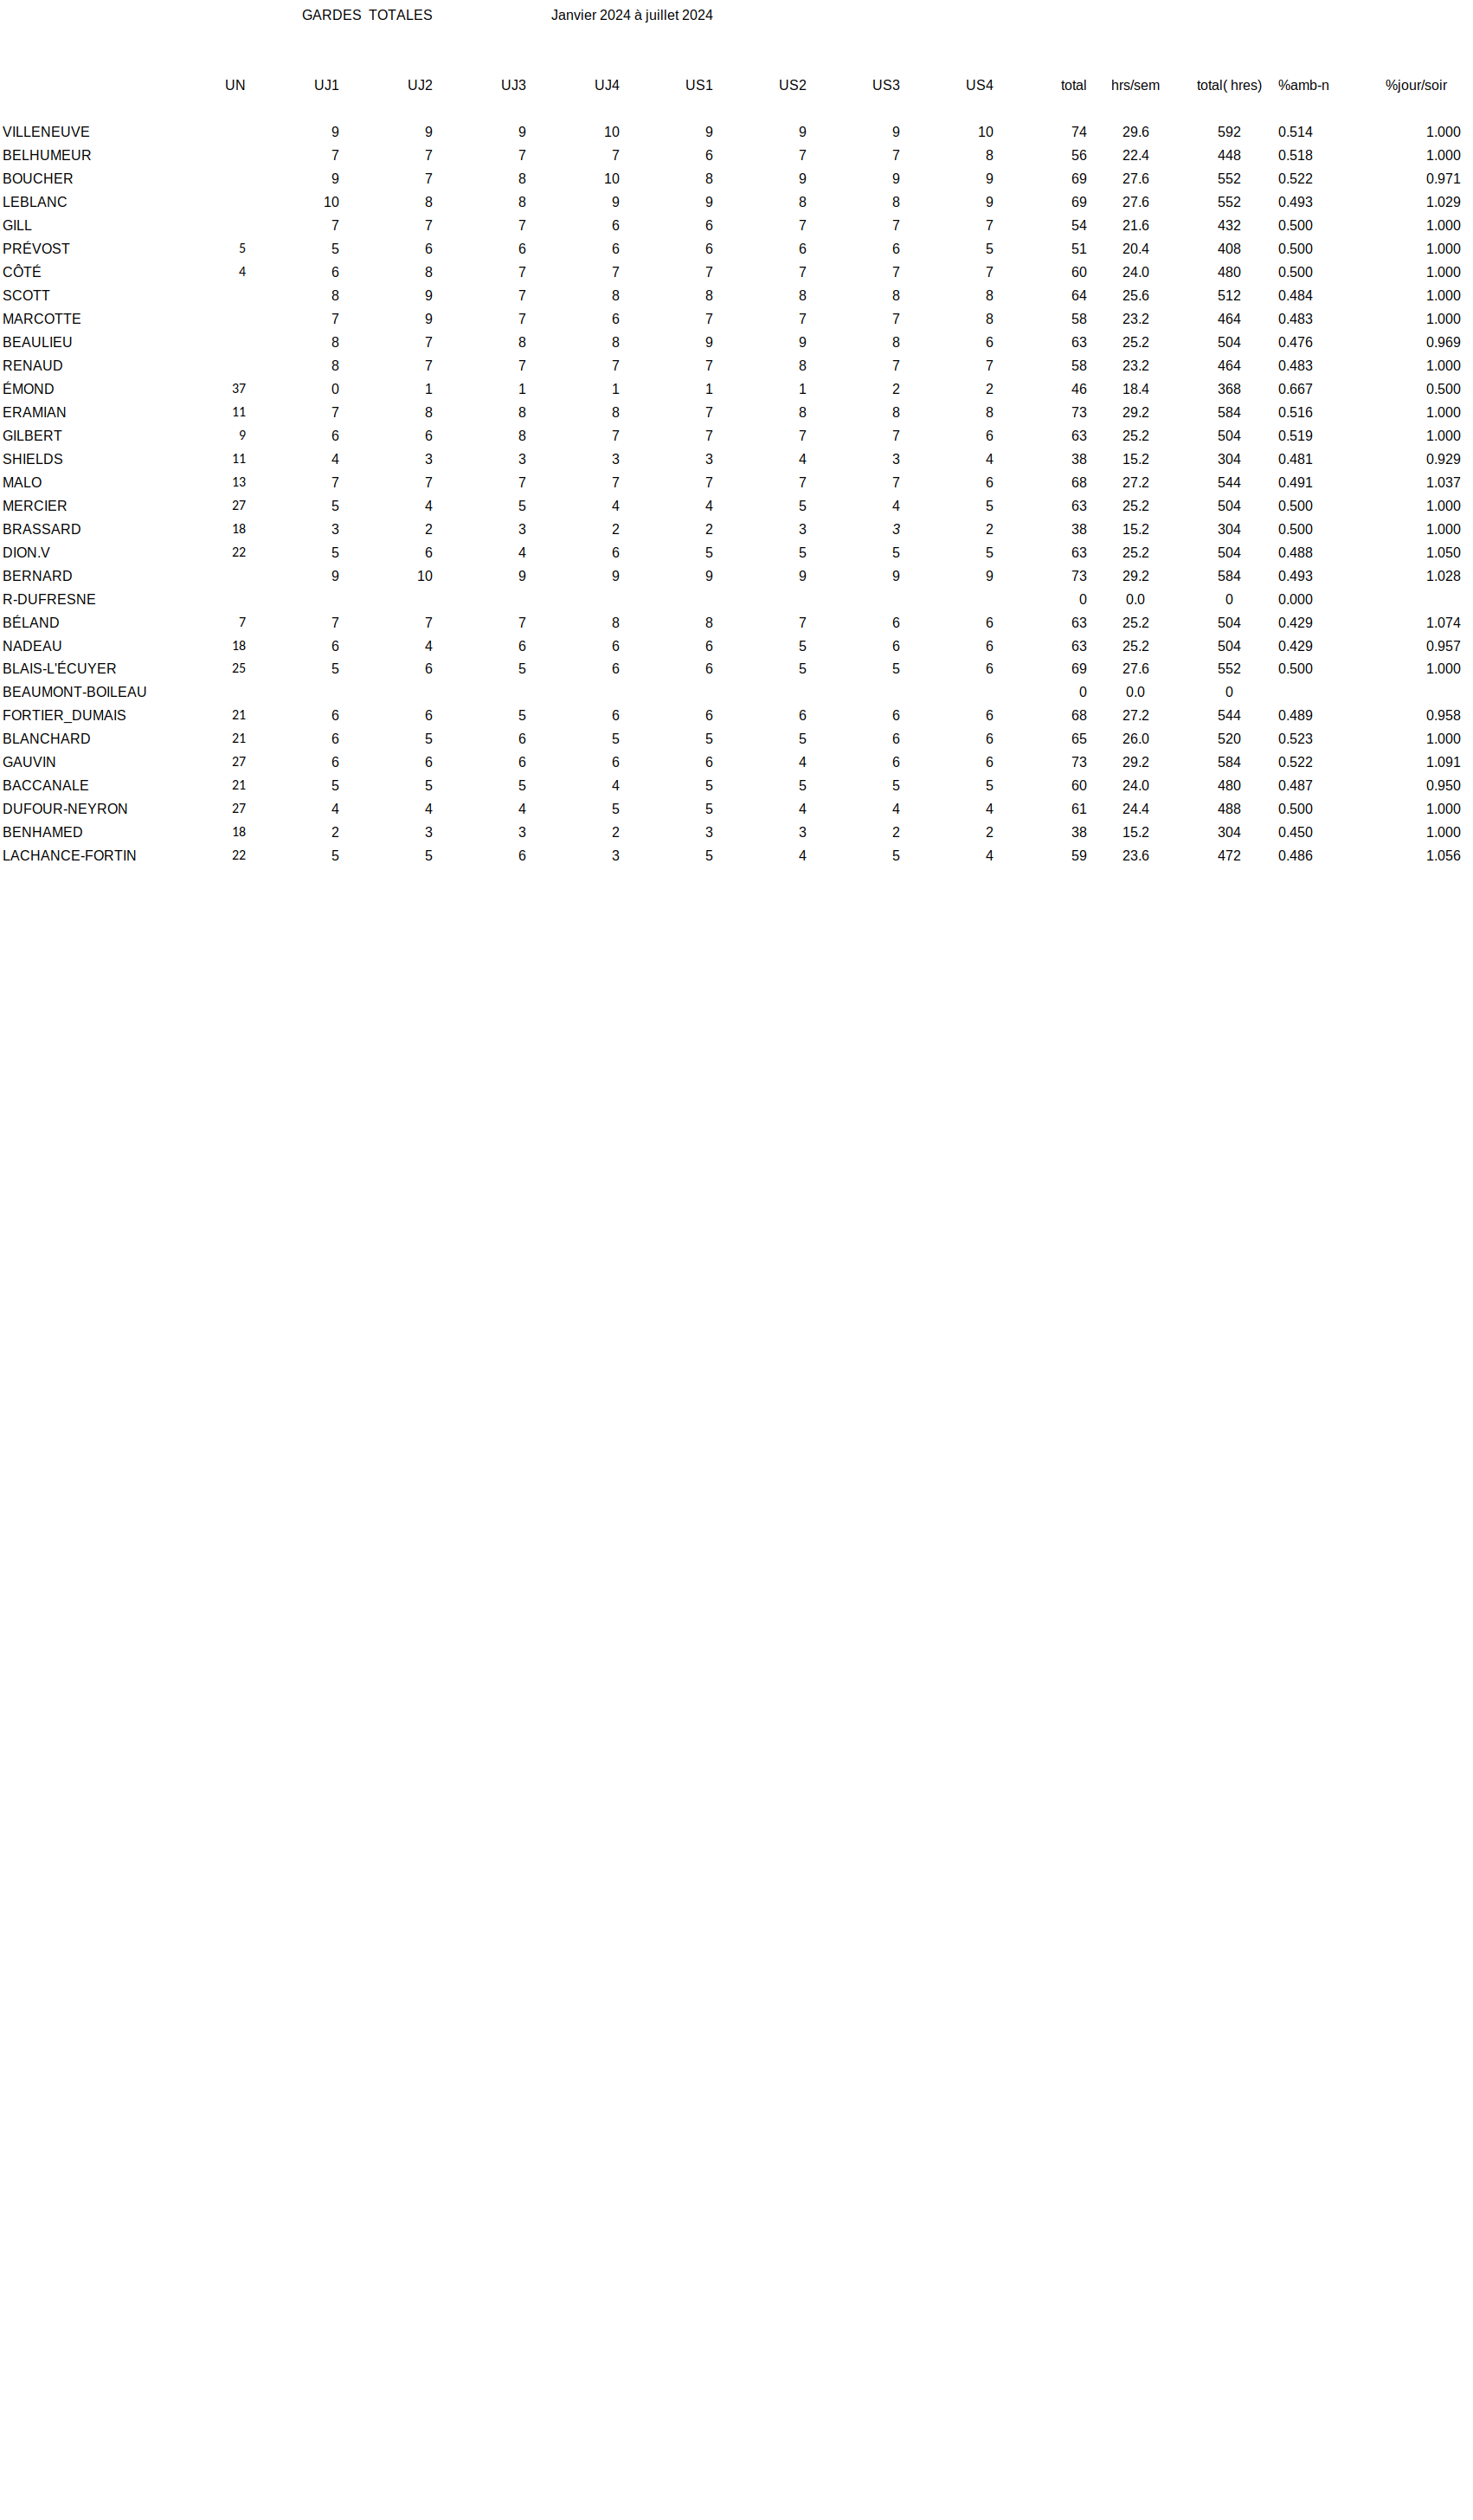 GARDES TOTALES Janvier 2024 à juillet 2024
UN UJ1 UJ2 UJ3 UJ4 US1 US2 US3 US4 total hrs/sem total( hres) %amb-n %jour/soir
VILLENEUVE 9 9 9 10 9 9 9 10 74 29.6 592 0.514 1.000
BELHUMEUR 7 7 7 7 6 7 7 8 56 22.4 448 0.518 1.000
BOUCHER 9 7 8 10 8 9 9 9 69 27.6 552 0.522 0.971
LEBLANC 10 8 8 9 9 8 8 9 69 27.6 552 0.493 1.029
GILL 7 7 7 6 6 7 7 7 54 21.6 432 0.500 1.000
PRÉVOST 5 5 6 6 6 6 6 6 5 51 20.4 408 0.500 1.000
CÔTÉ 4 6 8 7 7 7 7 7 7 60 24.0 480 0.500 1.000
SCOTT 8 9 7 8 8 8 8 8 64 25.6 512 0.484 1.000
MARCOTTE 7 9 7 6 7 7 7 8 58 23.2 464 0.483 1.000
BEAULIEU 8 7 8 8 9 9 8 6 63 25.2 504 0.476 0.969
RENAUD 8 7 7 7 7 8 7 7 58 23.2 464 0.483 1.000
ÉMOND 37 0 1 1 1 1 1 2 2 46 18.4 368 0.667 0.500
ERAMIAN 11 7 8 8 8 7 8 8 8 73 29.2 584 0.516 1.000
GILBERT 9 6 6 8 7 7 7 7 6 63 25.2 504 0.519 1.000
SHIELDS 11 4 3 3 3 3 4 3 4 38 15.2 304 0.481 0.929
MALO 13 7 7 7 7 7 7 7 6 68 27.2 544 0.491 1.037
MERCIER 27 5 4 5 4 4 5 4 5 63 25.2 504 0.500 1.000
BRASSARD 18 3 2 3 2 2 3 3 2 38 15.2 304 0.500 1.000
DION.V 22 5 6 4 6 5 5 5 5 63 25.2 504 0.488 1.050
BERNARD 9 10 9 9 9 9 9 9 73 29.2 584 0.493 1.028
R-DUFRESNE 0 0.0 0 0.000
BÉLAND 7 7 7 7 8 8 7 6 6 63 25.2 504 0.429 1.074
NADEAU 18 6 4 6 6 6 5 6 6 63 25.2 504 0.429 0.957
BLAIS-L'ÉCUYER 25 5 6 5 6 6 5 5 6 69 27.6 552 0.500 1.000
BEAUMONT-BOILEAU 0 0.0 0
FORTIER_DUMAIS 21 6 6 5 6 6 6 6 6 68 27.2 544 0.489 0.958
BLANCHARD 21 6 5 6 5 5 5 6 6 65 26.0 520 0.523 1.000
GAUVIN 27 6 6 6 6 6 4 6 6 73 29.2 584 0.522 1.091
BACCANALE 21 5 5 5 4 5 5 5 5 60 24.0 480 0.487 0.950
DUFOUR-NEYRON 27 4 4 4 5 5 4 4 4 61 24.4 488 0.500 1.000
BENHAMED 18 2 3 3 2 3 3 2 2 38 15.2 304 0.450 1.000
LACHANCE-FORTIN 22 5 5 6 3 5 4 5 4 59 23.6 472 0.486 1.056